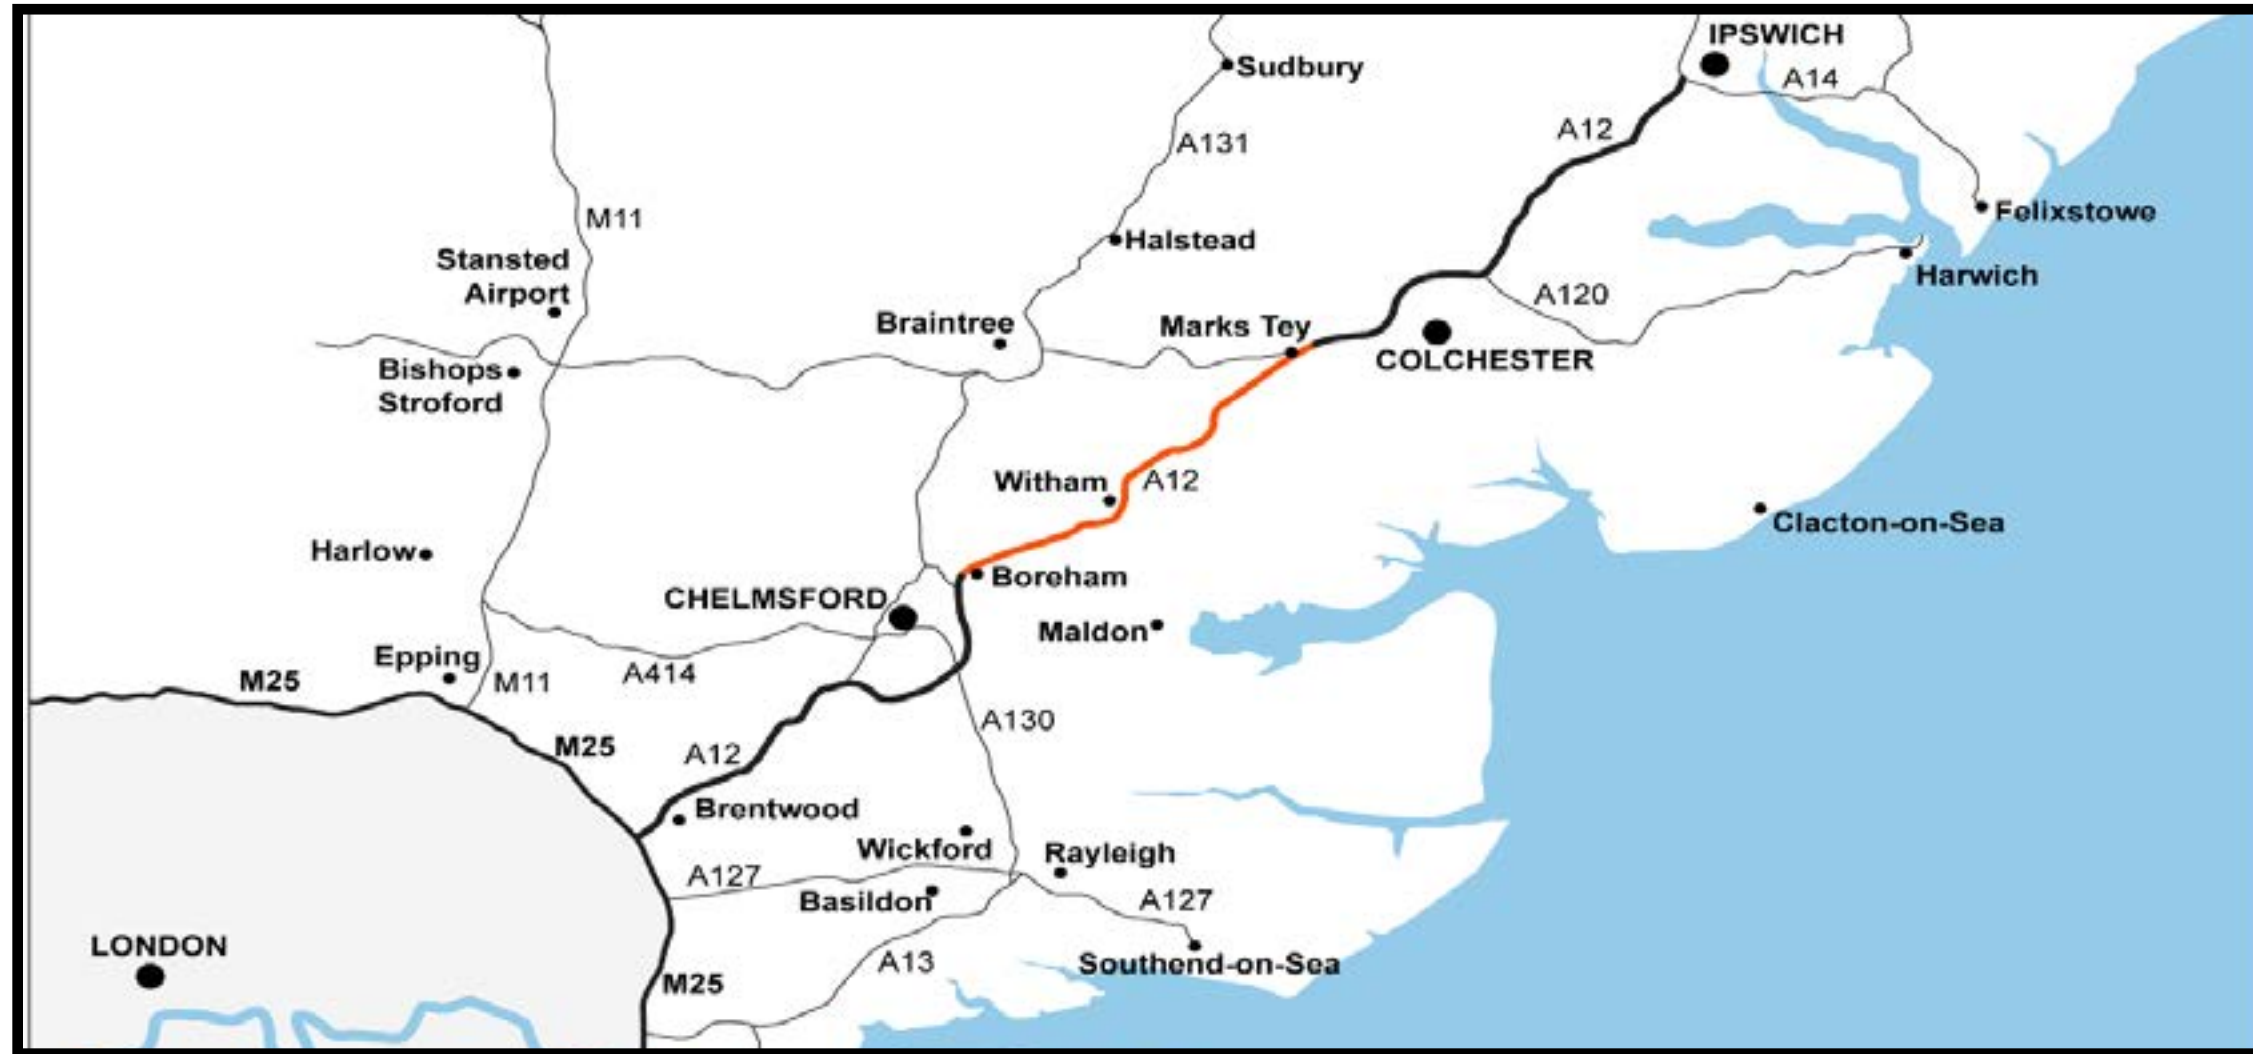 IPSWICH
A14
Sudbury
A12
A131
M11
Felixstowe
Halstead
Stansted
Airport
Harwich
A120
Braintree
Marks Tey
COLCHESTER
Bishops
Stroford
Witham
A12
Clacton-on-Sea
Harlow
Boreham
CHELMSFORD
Maldon
Epping
M25
M11
A414
A130
M25
A12
Brentwood
Wickford
Rayleigh
A127
Basildon
A127
LONDON
A13
Southend-on-Sea
M25